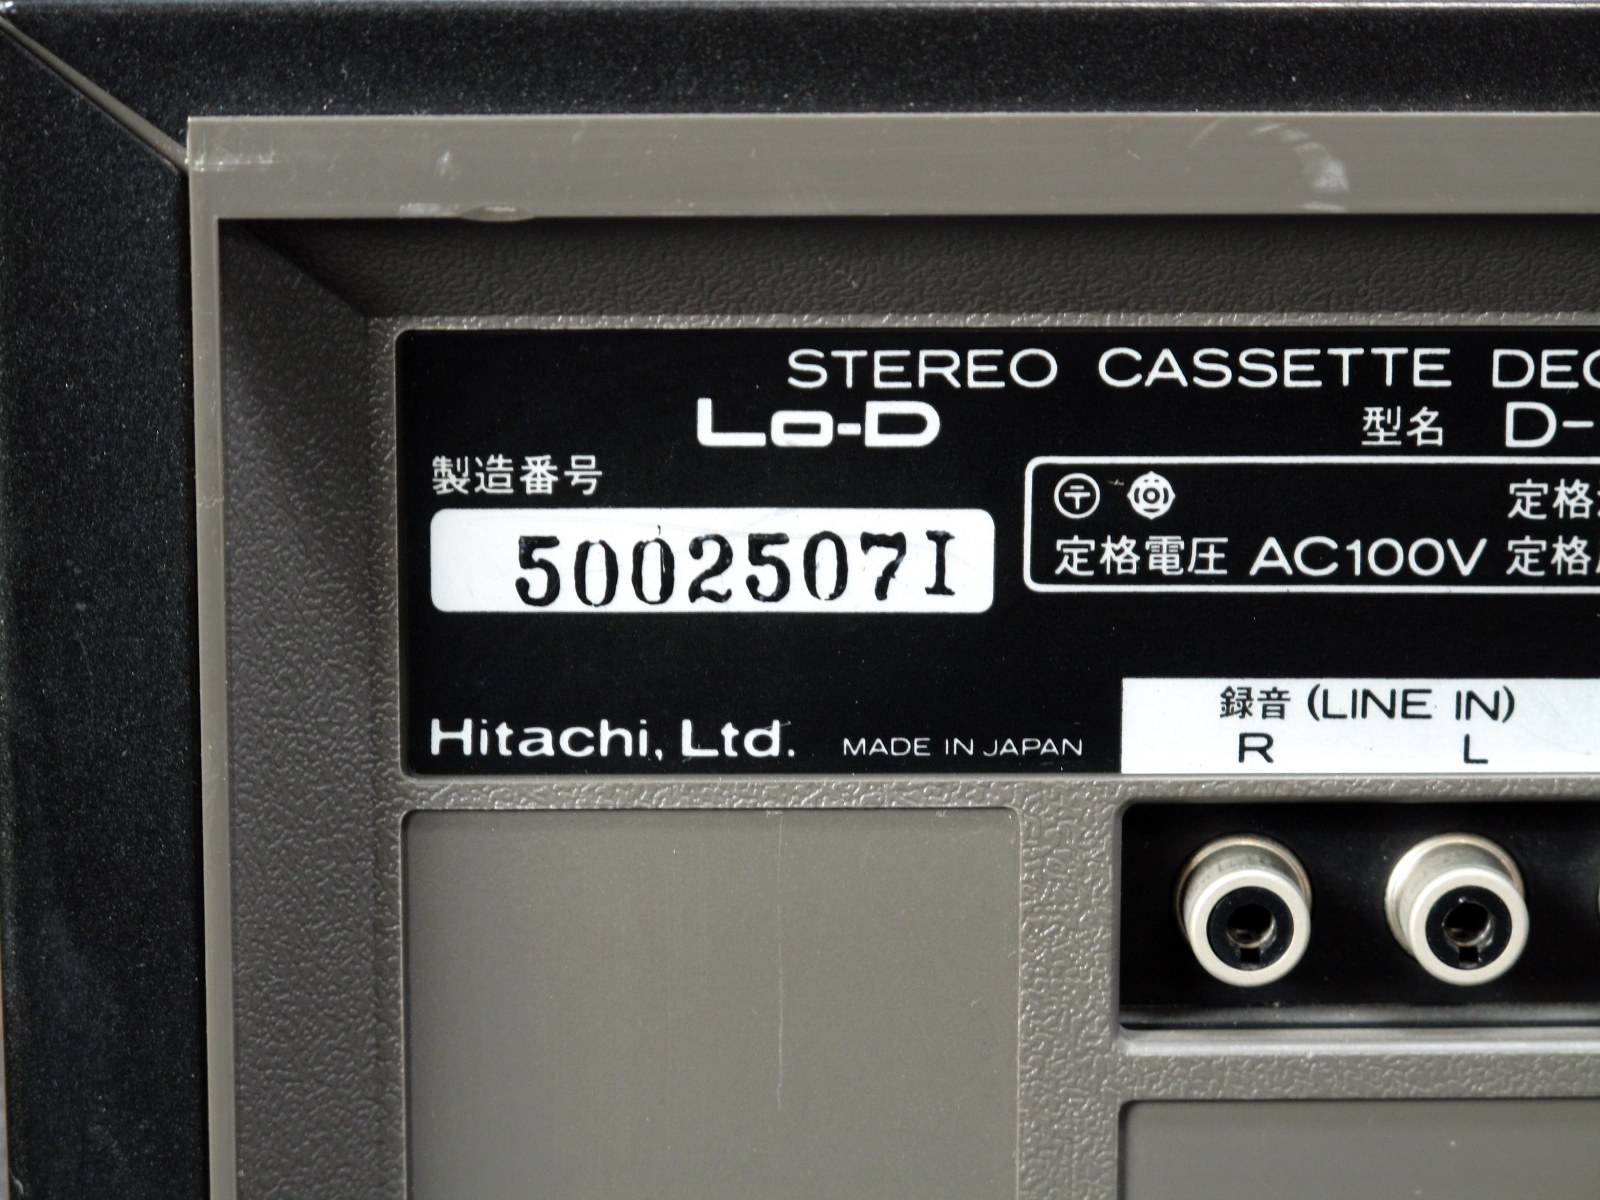 STEREO CASSETTE DEC
Lo-D
型名 D-
製造番号
50025071
〒 定格
定格電圧 AC100V 定格
Hitachi, Ltd. MADE IN JAPAN
録音 (LINE IN)
R L